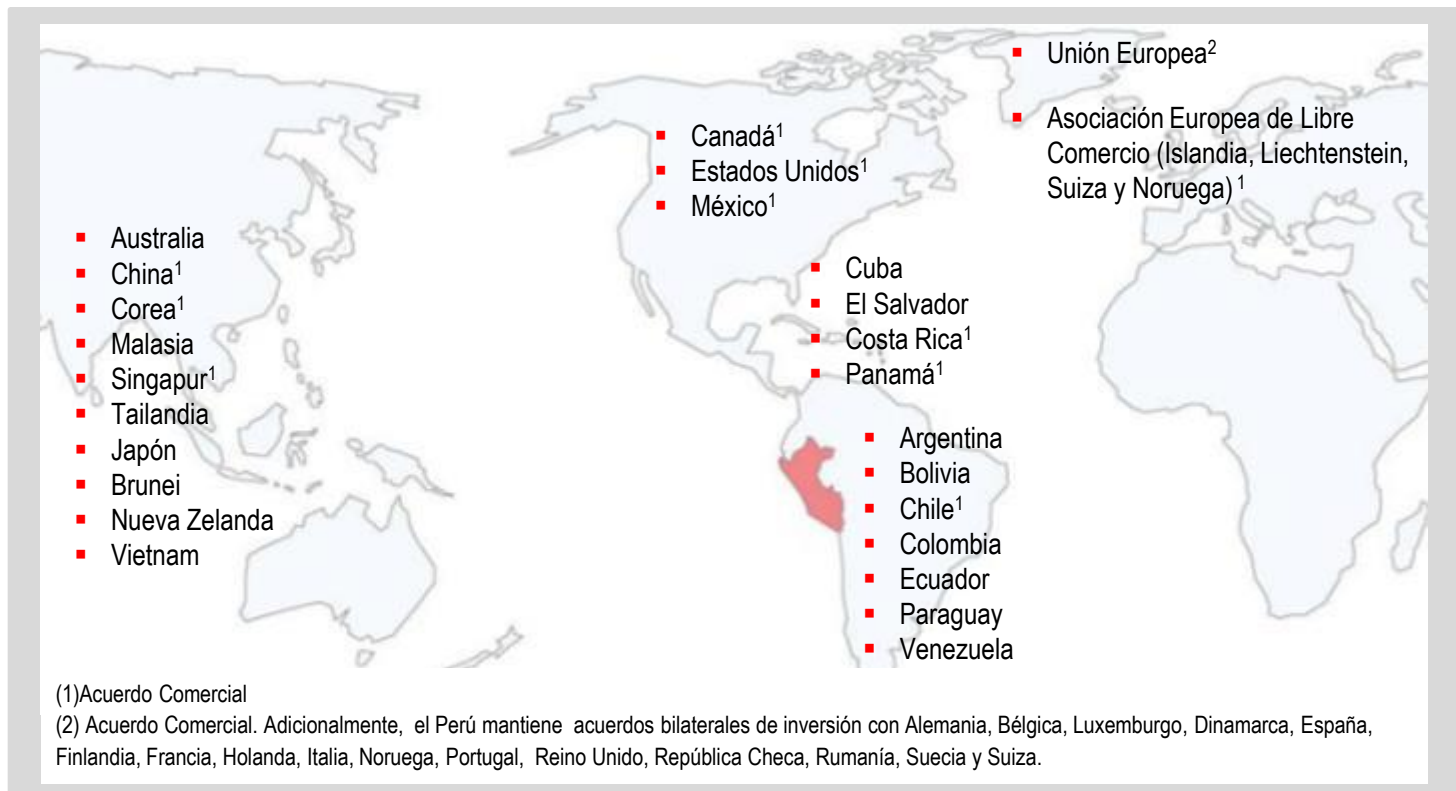 ▪ Unión Europea²
▪ Asociación Europea de Libre
Comercio (Islandia, Liechtenstein,
Suiza y Noruega) ¹
▪ Canadá¹
▪ Estados Unidos¹
▪ México¹
▪ Australia
▪ China¹
▪ Corea¹
▪ Malasia
▪ Singapur¹
▪ Tailandia
▪ Japón
▪ Brunei
▪ Nueva Zelanda
▪ Vietnam
▪ Cuba
▪ El Salvador
▪ Costa Rica¹
▪ Panamá¹
▪ Argentina
▪ Bolivia
▪ Chile¹
▪ Colombia
▪ Ecuador
▪ Paraguay
▪ Venezuela
(1)Acuerdo Comercial
(2) Acuerdo Comercial. Adicionalmente, el Perú mantiene acuerdos bilaterales de inversión con Alemania, Bélgica, Luxemburgo, Dinamarca, España,
Finlandia, Francia, Holanda, Italia, Noruega, Portugal, Reino Unido, República Checa, Rumanía, Suecia y Suiza.